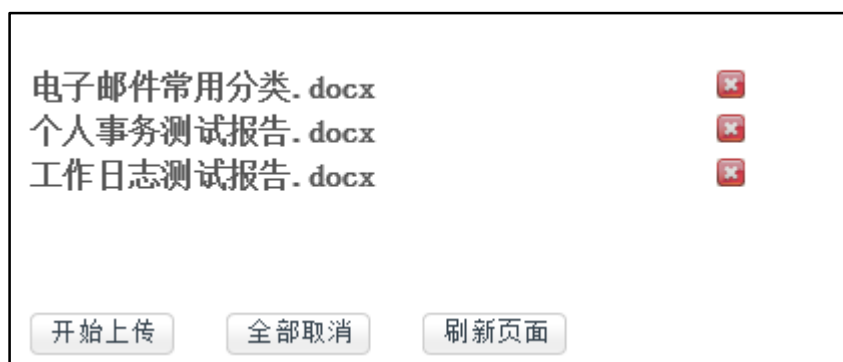 电子邮件常用分类.docx
个人事务测试报告.docx
工作日志测试报告.docx
开始上传 全部取消 刷新页面